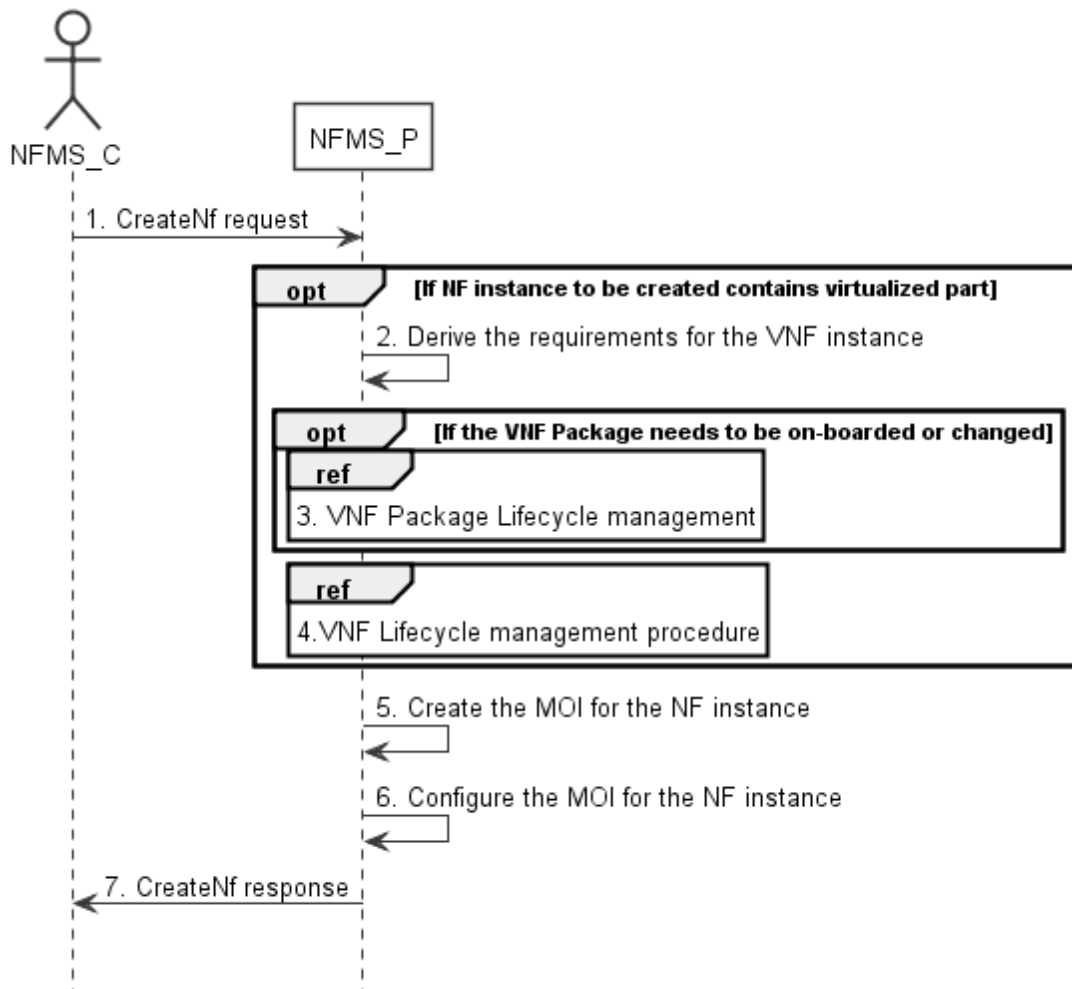 NFMS_C
NFMS_P
1. CreateNf request
opt
[If NF instance to be created contains virtualized part]
2. Derive the requirements for the VNF instance
opt
[If the VNF Package needs to be on-boarded or changed]
ref
3. VNF Package Lifecycle management
ref
4.VNF Lifecycle management procedure
5. Create the MOI for the NF instance
6. Configure the MOI for the NF instance
7. CreateNf response